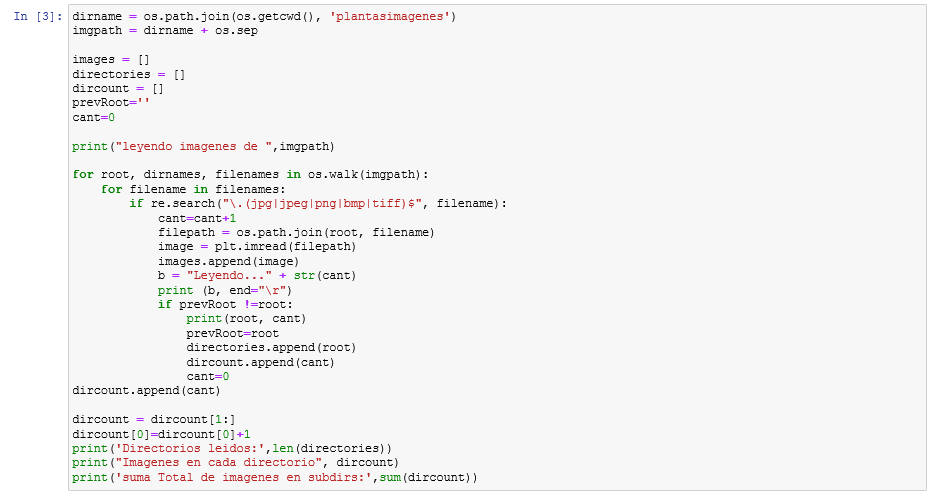 In [3]: dirname = os.path.join(os.getcwd(), 'plantasimagenes')
imgpath = dirname + os.sep

images = []
directories = []
dircount = []
prevRoot=''
cant=0

print("leyendo imagenes de ",imgpath)

for root, dirnames, filenames in os.walk(imgpath):
    for filename in filenames:
        if re.search("\.(jpg|jpeg|png|bmp|tiff)$", filename):
            cant=cant+1
            filepath = os.path.join(root, filename)
            image = plt.imread(filepath)
            images.append(image)
            b = "Leyendo..." + str(cant)
            print (b, end="\r")
            if prevRoot !=root:
                print(root, cant)
                prevRoot=root
                directories.append(root)
                dircount.append(cant)
                cant=0
dircount.append(cant)

dircount = dircount[1:]
dircount[0]=dircount[0]+1
print('Directorios leidos:',len(directories))
print("Imagenes en cada directorio", dircount)
print('suma Total de imagenes en subdirs:',sum(dircount))